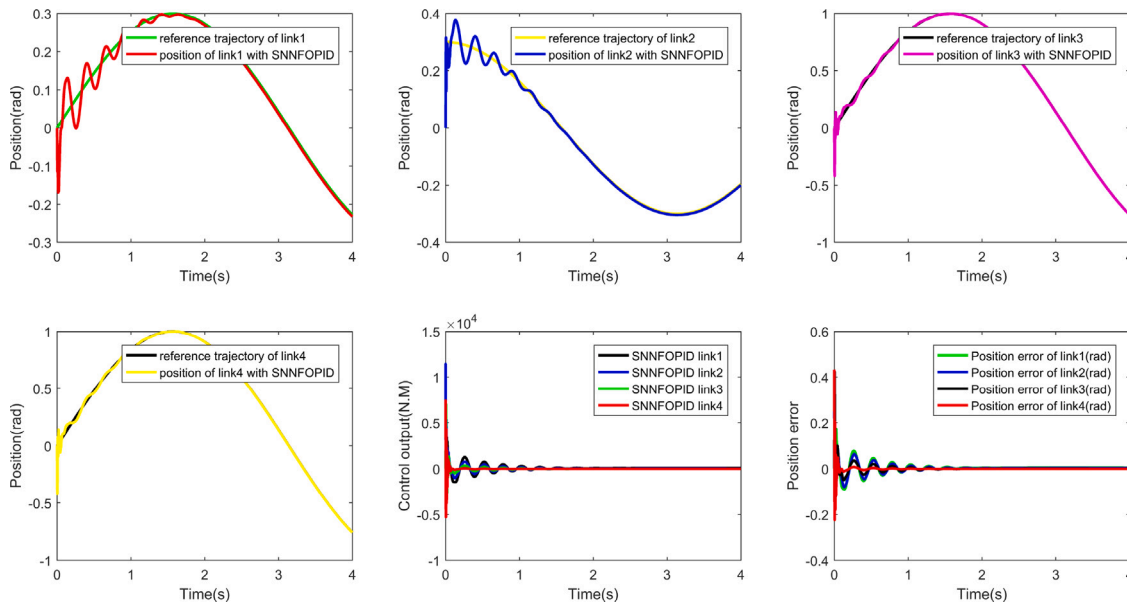 0.3
0.2
0.1
0
-0.1
-0.2
-0.3
Position(rad)
reference trajectory of link1
position of link1 with SNNFOPID
0 1 2 3 4
Time(s)
0.4
0.2
0
-0.2
-0.4
Position(rad)
reference trajectory of link2
position of link2 with SNNFOPID
0 1 2 3 4
Time(s)
1
0.5
0
-0.5
-1
Position(rad)
reference trajectory of link3
position of link3 with SNNFOPID
0 1 2 3 4
Time(s)
1
0.5
0
-0.5
-1
Position(rad)
reference trajectory of link4
position of link4 with SNNFOPID
0 1 2 3 4
Time(s)
×10⁴
1.5
1
0.5
0
-0.5
-1
Control output(N.M)
SNNFOPID link1
SNNFOPID link2
SNNFOPID link3
SNNFOPID link4
0 1 2 3 4
Time(s)
0.6
0.4
0.2
0
-0.2
-0.4
Position error
Position error of link1(rad)
Position error of link2(rad)
Position error of link3(rad)
Position error of link4(rad)
0 1 2 3 4
Time(s)